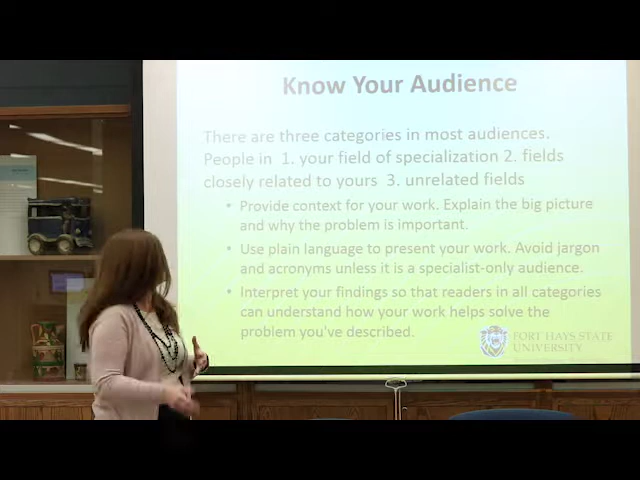 Know Your Audience
There are three categories in most audiences.
People in 1. your field of specialization 2. fields
closely related to yours 3. unrelated fields
• Provide context for your work. Explain the big picture
and why the problem is important.
• Use plain language to present your work. Avoid jargon
and acronyms unless it is a specialist-only audience.
• Interpret your findings so that readers in all categories
can understand how your work helps solve the
problem you've described.
FORT HAYS STATE
UNIVERSITY